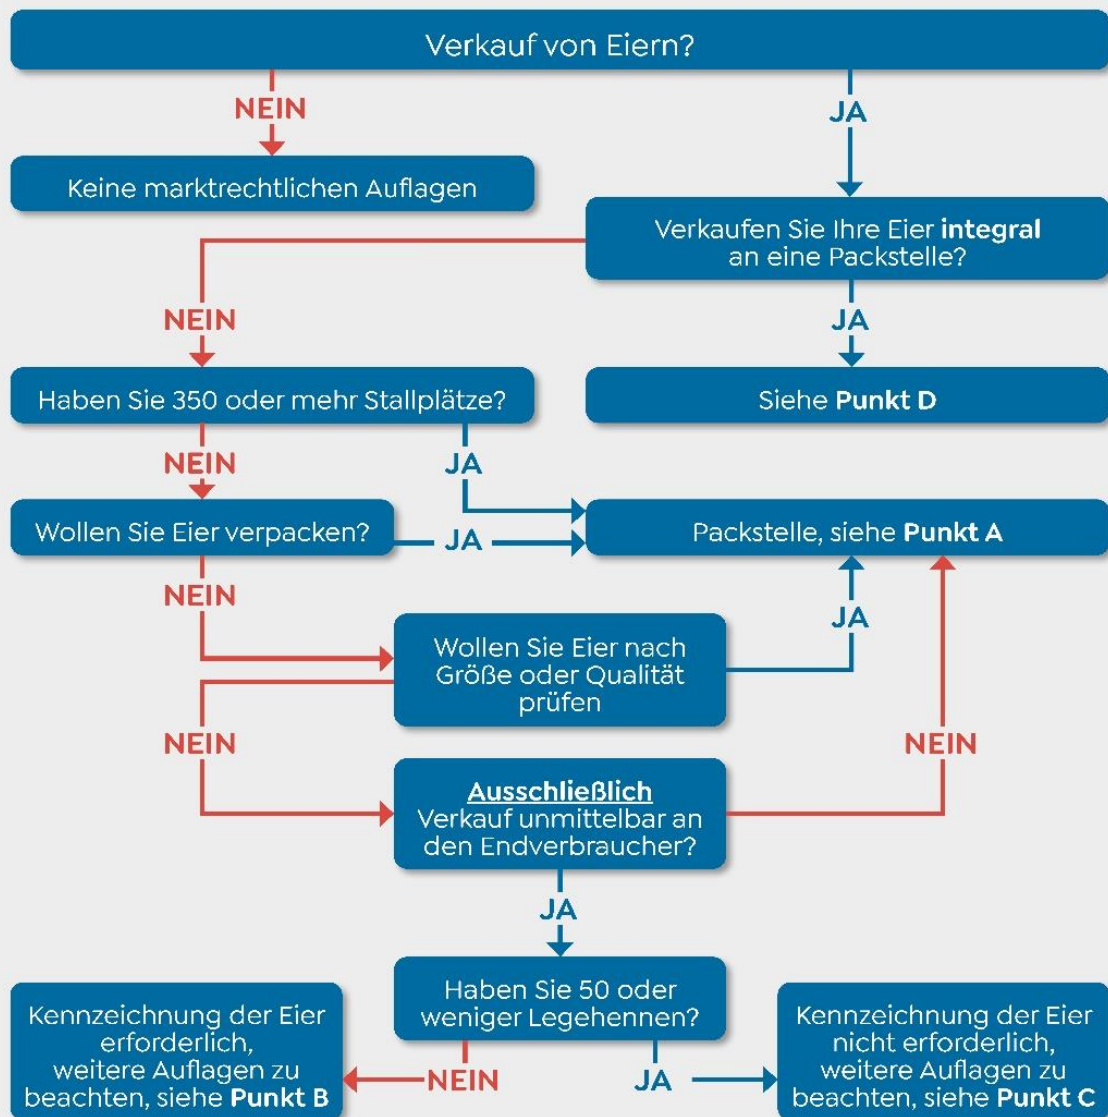 Verkauf von Eiern?
NEIN
JA
Keine marktrechtlichen Auflagen
Verkaufen Sie Ihre Eier integral
an eine Packstelle?
NEIN
JA
Haben Sie 350 oder mehr Stallplätze?
Siehe Punkt D
NEIN
JA
Wollen Sie Eier verpacken?
JA
Packstelle, siehe Punkt A
NEIN
JA
Wollen Sie Eier nach
Größe oder Qualität
prüfen
NEIN
NEIN
Ausschließlich
Verkauf unmittelbar an
den Endverbraucher?
JA
Haben Sie 50 oder
weniger Legehennen?
NEIN
JA
Kennzeichnung der Eier
erforderlich,
weitere Auflagen zu
beachten, siehe Punkt B
Kennzeichnung der Eier
nicht erforderlich,
weitere Auflagen zu
beachten, siehe Punkt C